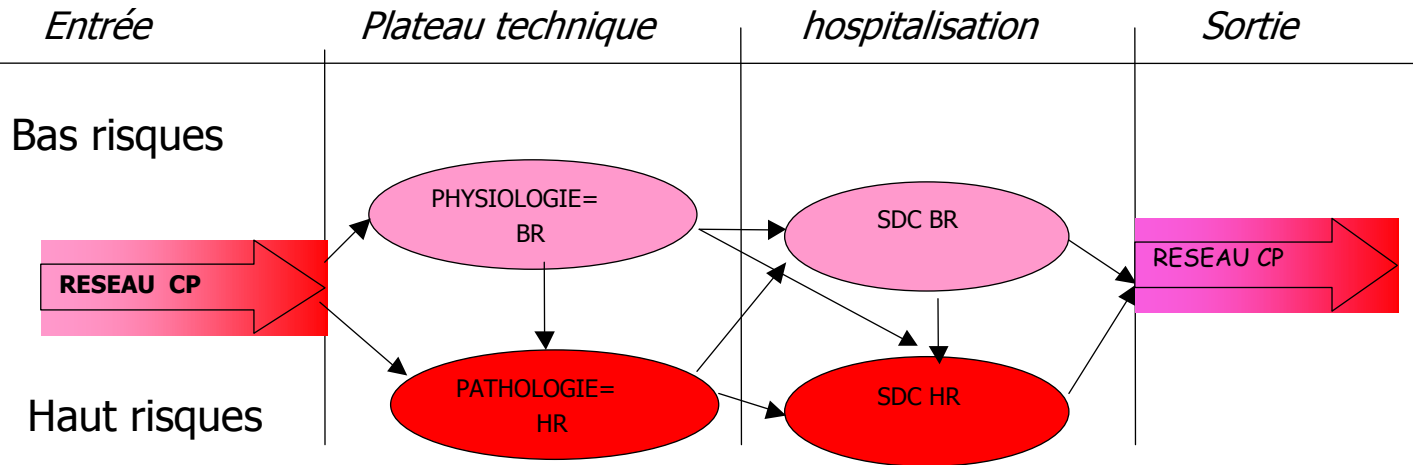 Entrée
Plateau technique
hospitalisation
Sortie
Bas risques
PHYSIOLOGIE=
BR
SDC BR
RESEAU CP
RESEAU CP
PATHOLOGIE=
HR
SDC HR
Haut risques